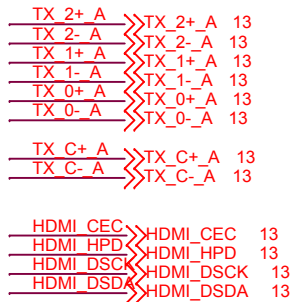 TX_2+_A TX_2+_A 13
TX_2-_A TX_2-_A 13
TX_1+_A TX_1+_A 13
TX_1-_A TX_1-_A 13
TX_0+_A TX_0+_A 13
TX_0-_A TX_0-_A 13
TX_C+_A TX_C+_A 13
TX_C-_A TX_C-_A 13
HDMI_CEC HDMI_CEC 13
HDMI_HPD HDMI_HPD 13
HDMI_DSCK HDMI_DSCK 13
HDMI_DSDA HDMI_DSDA 13